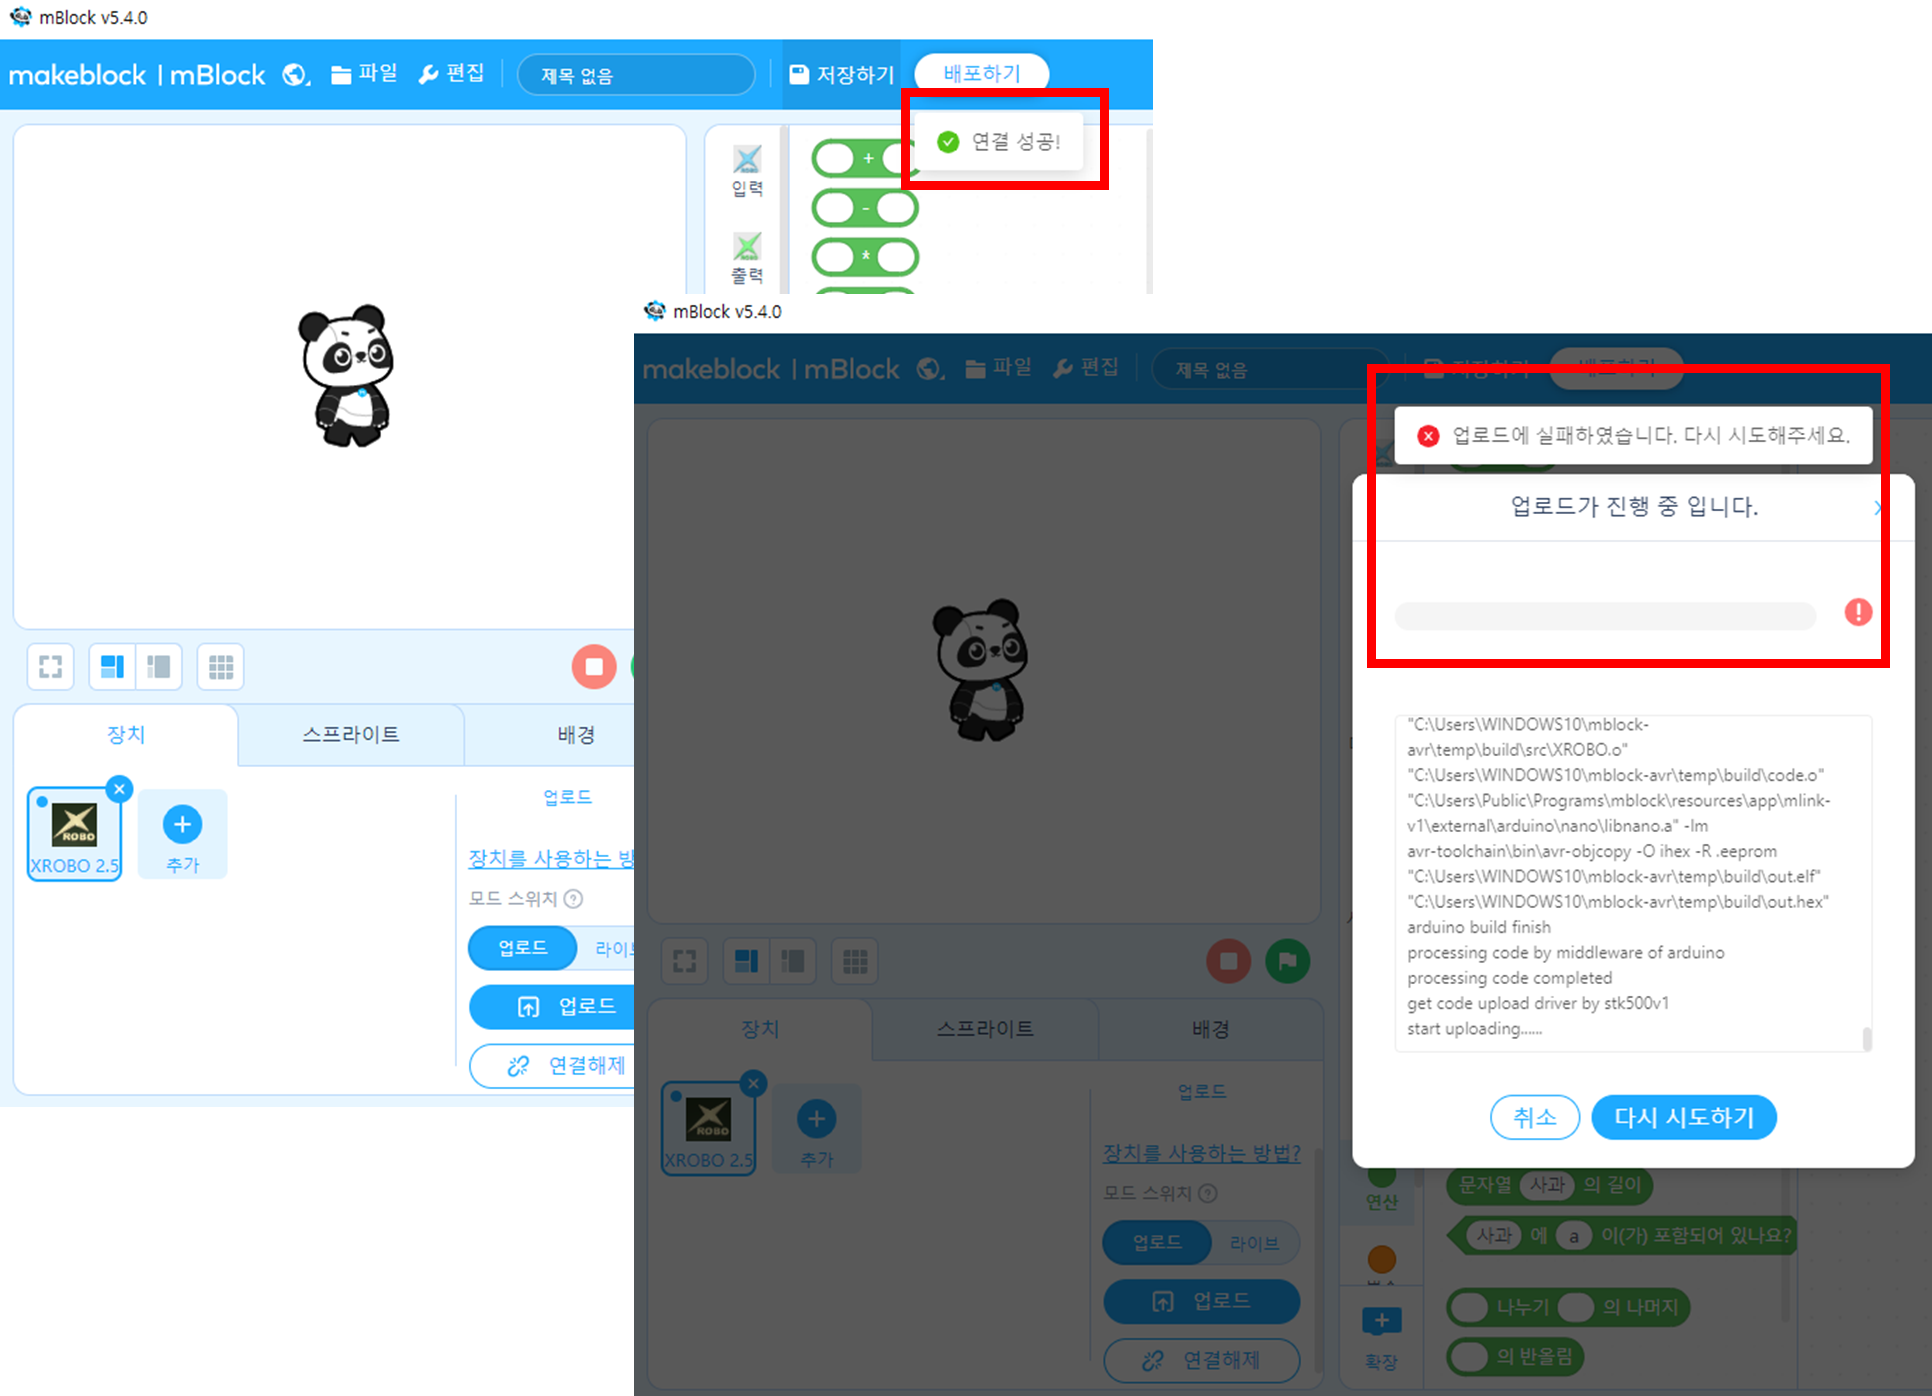 mBlock v5.4.0
makeblock | mBlock
파일
편집
제목 없음
저장하기
배포하기
연결 성공!
입력
출력
+
-
*
장치
스프라이트
배경
XROBO
XROBO 2.5
추가
업로드
장치를 사용하는 방
모드 스위치 ?
업로드
라이브
업로드
연결해제
mBlock v5.4.0
makeblock | mBlock
파일
편집
제목 없음
저장하기
배포하기
업로드에 실패하였습니다. 다시 시도해주세요.
업로드가 진행 중 입니다.
"C:\Users\WINDOWS10\mblock-
avr\temp\build\src\XROBO.o"
"C:\Users\WINDOWS10\mblock-avr\temp\build\code.o"
"C:\Users\Public\Programs\mblock\resources\app\mlink-
v1\external\arduino\nano\libnano.a" -lm
avr-toolchain\bin\avr-objcopy -O ihex -R .eeprom
"C:\Users\WINDOWS10\mblock-avr\temp\build\out.elf"
"C:\Users\WINDOWS10\mblock-avr\temp\build\out.hex"
arduino build finish
processing code by middleware of arduino
processing code completed
get code upload driver by stk500v1
start uploading......
취소
다시 시도하기
장치
스프라이트
배경
XROBO
XROBO 2.5
추가
업로드
장치를 사용하는 방법?
모드 스위치 ?
업로드
라이브
업로드
연결해제
연산
확장
문자열 사과 의 길이
사과 에 a 이(가) 포함되어 있나요?
나누기 의 나머지
의 반올림